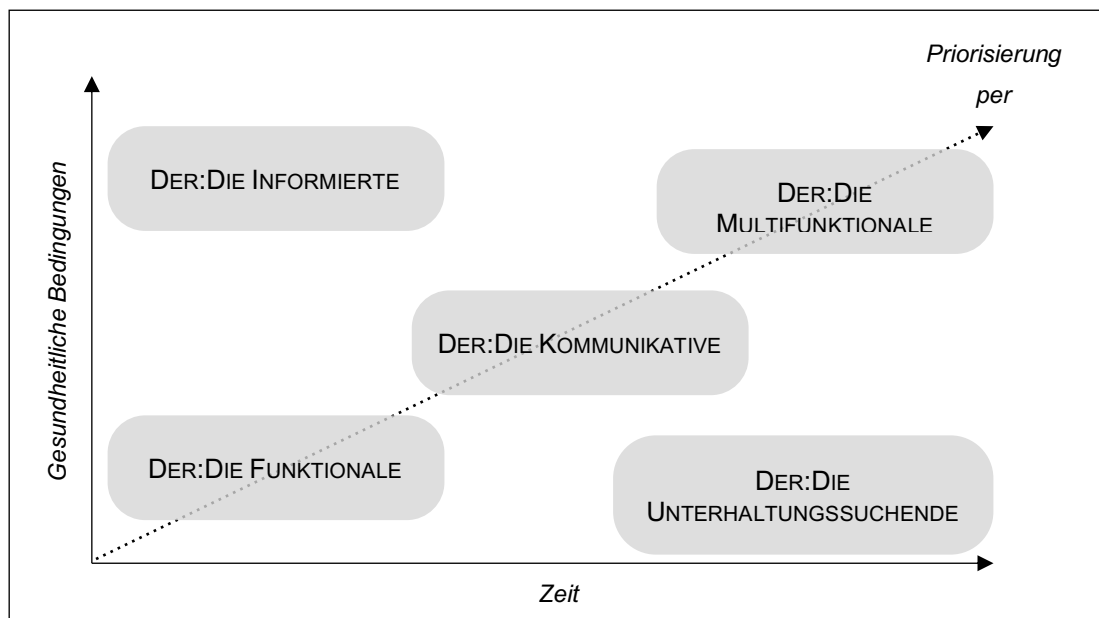 Priorisierung
per
Gesundheitliche Bedingungen
DER:DIE INFORMIERTE
DER:DIE
MULTIFUNKTIONALE
DER:DIE KOMMUNIKATIVE
DER:DIE FUNKTIONALE
DER:DIE
UNTERHALTUNGSSUCHENDE
Zeit